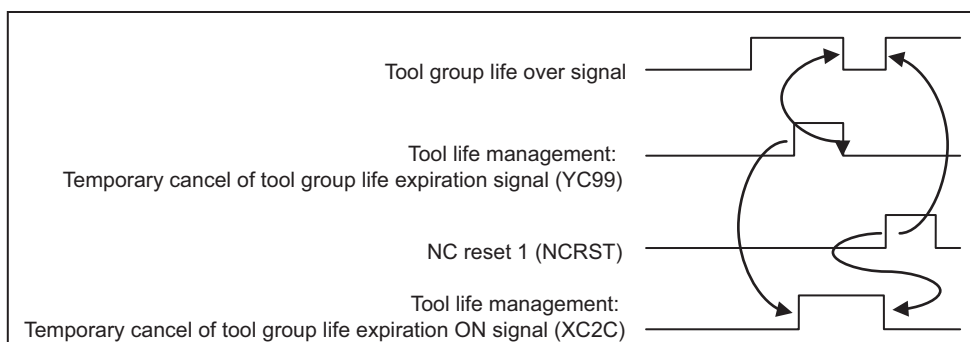 Tool group life over signal
Tool life management:
Temporary cancel of tool group life expiration signal (YC99)
NC reset 1 (NCRST)
Tool life management:
Temporary cancel of tool group life expiration ON signal (XC2C)